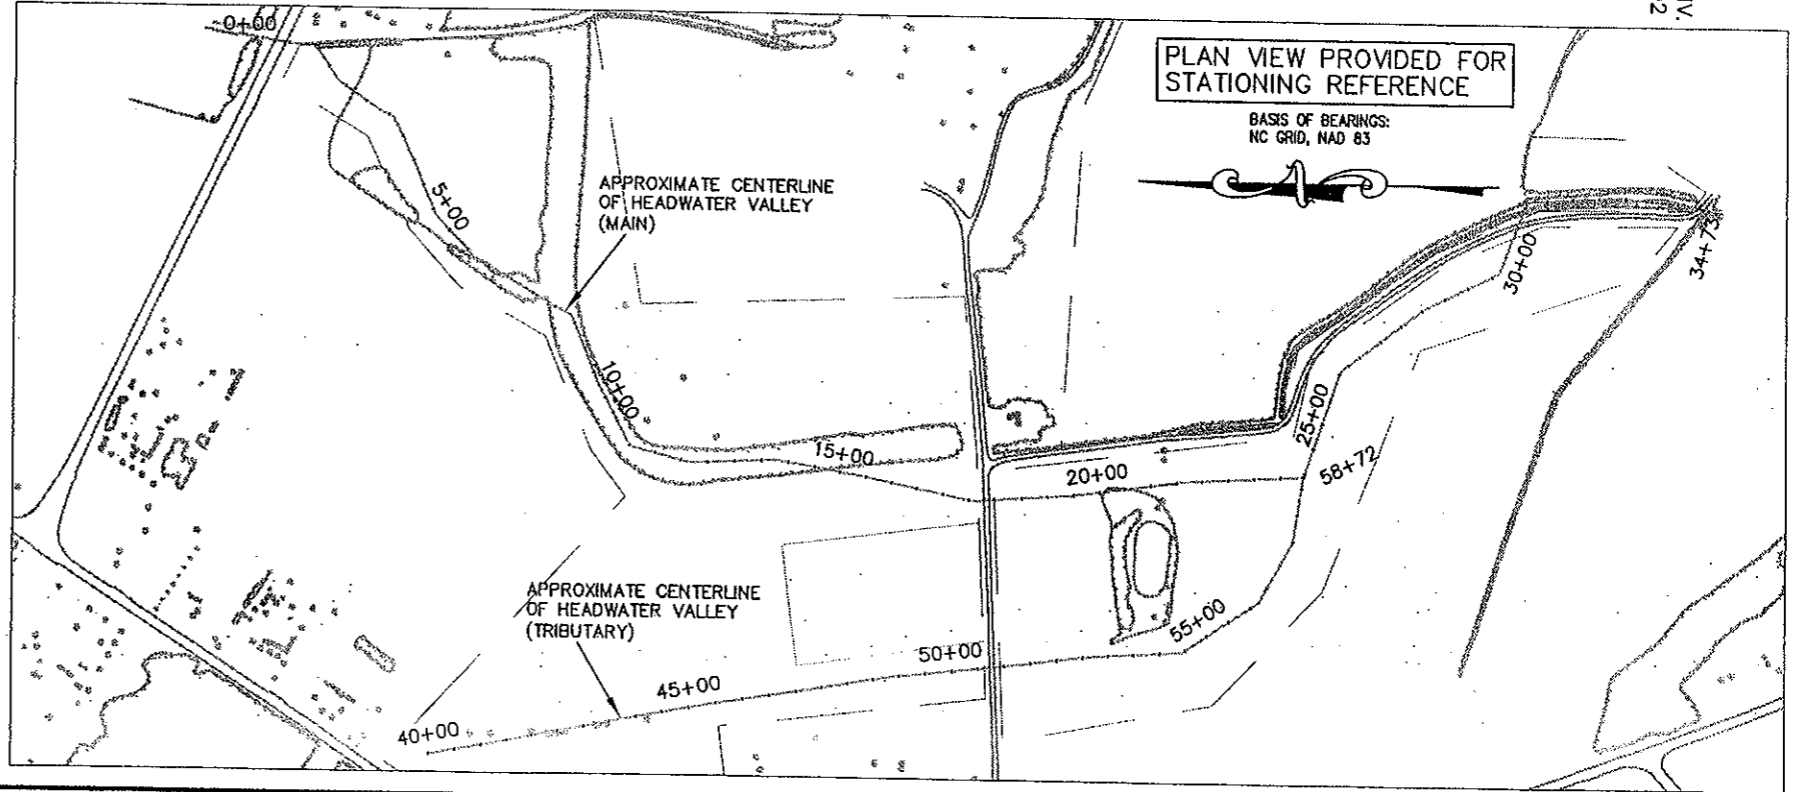 IV.
2
0+00
PLAN VIEW PROVIDED FOR
STATIONING REFERENCE
BASIS OF BEARINGS:
NC GRID, NAD 83
5+00
APPROXIMATE CENTERLINE
OF HEADWATER VALLEY
(MAIN)
30+00
34+73
10+00
15+00
20+00
25+00
58+72
APPROXIMATE CENTERLINE
OF HEADWATER VALLEY
(TRIBUTARY)
55+00
50+00
45+00
40+00